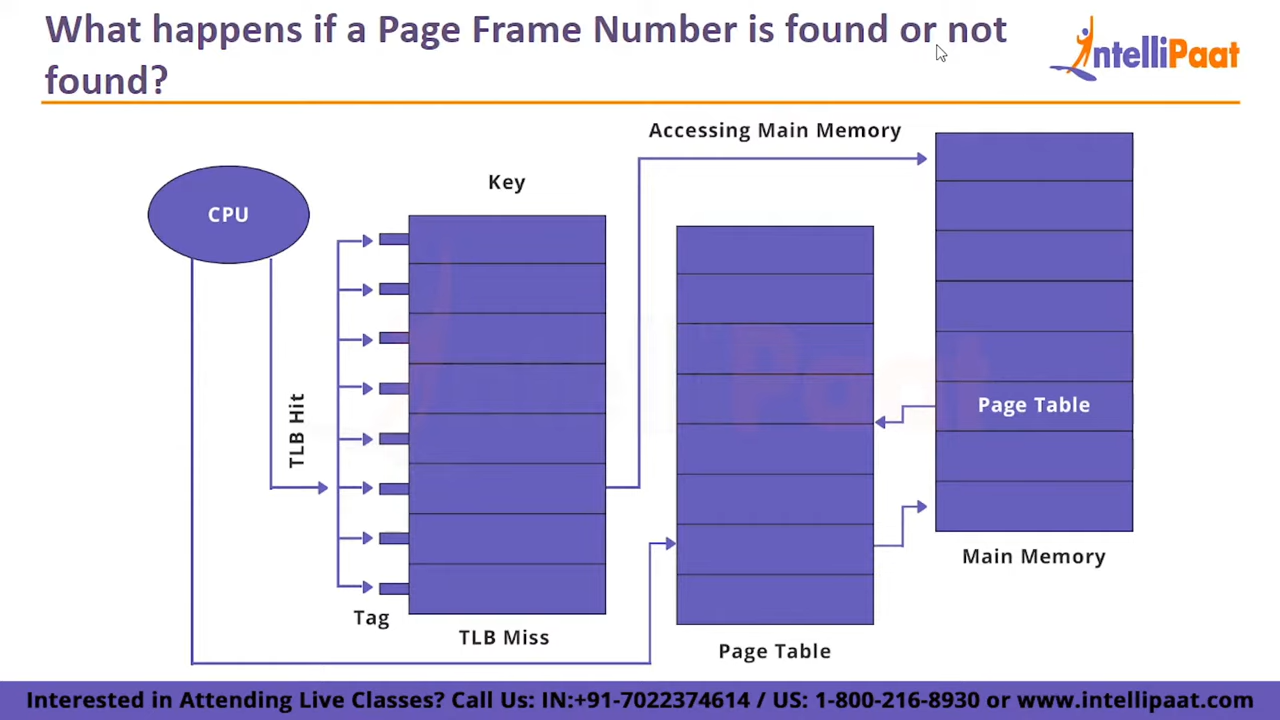 What happens if a Page Frame Number is found or not
found?
IntelliPaat
Accessing Main Memory
Key
CPU
TLB Hit
Page Table
Main Memory
Tag
TLB Miss
Page Table
IntelliPaat
Interested in Attending Live Classes? Call Us: IN:+91-7022374614 / US: 1-800-216-8930 or www.intellipaat.com